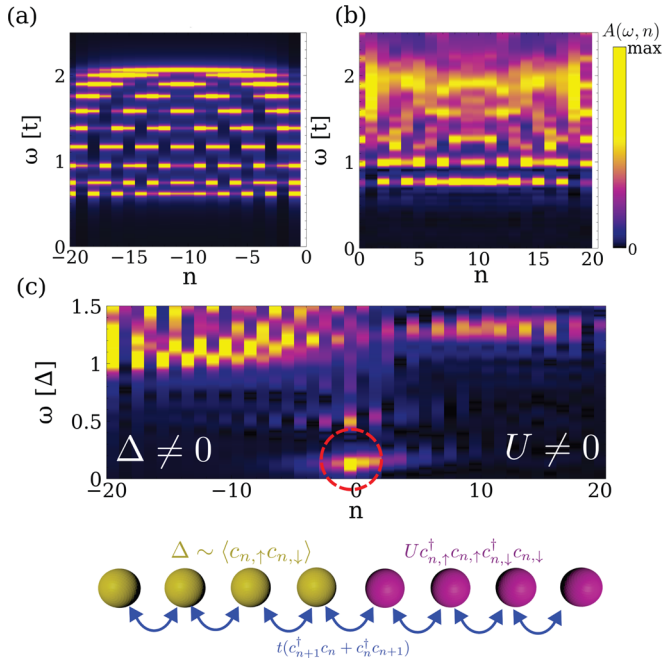 (a)
(b)
A(ω, n)
max
0
2
1
0
ω [t]
−20 −15 −10 −5 0
n
2
1
0
ω [t]
0 5 10 15 20
n
(c)
1.5
1
0.5
0
ω [Δ]
Δ ≠ 0
U ≠ 0
−20 −10 0 10 20
n
Δ ∼ ⟨c_{n,↑}c_{n,↓}⟩
Uc^†_{n,↑}c_{n,↑}c^†_{n,↓}c_{n,↓}
t(c^†_{n+1}c_n + c^†_n c_{n+1})